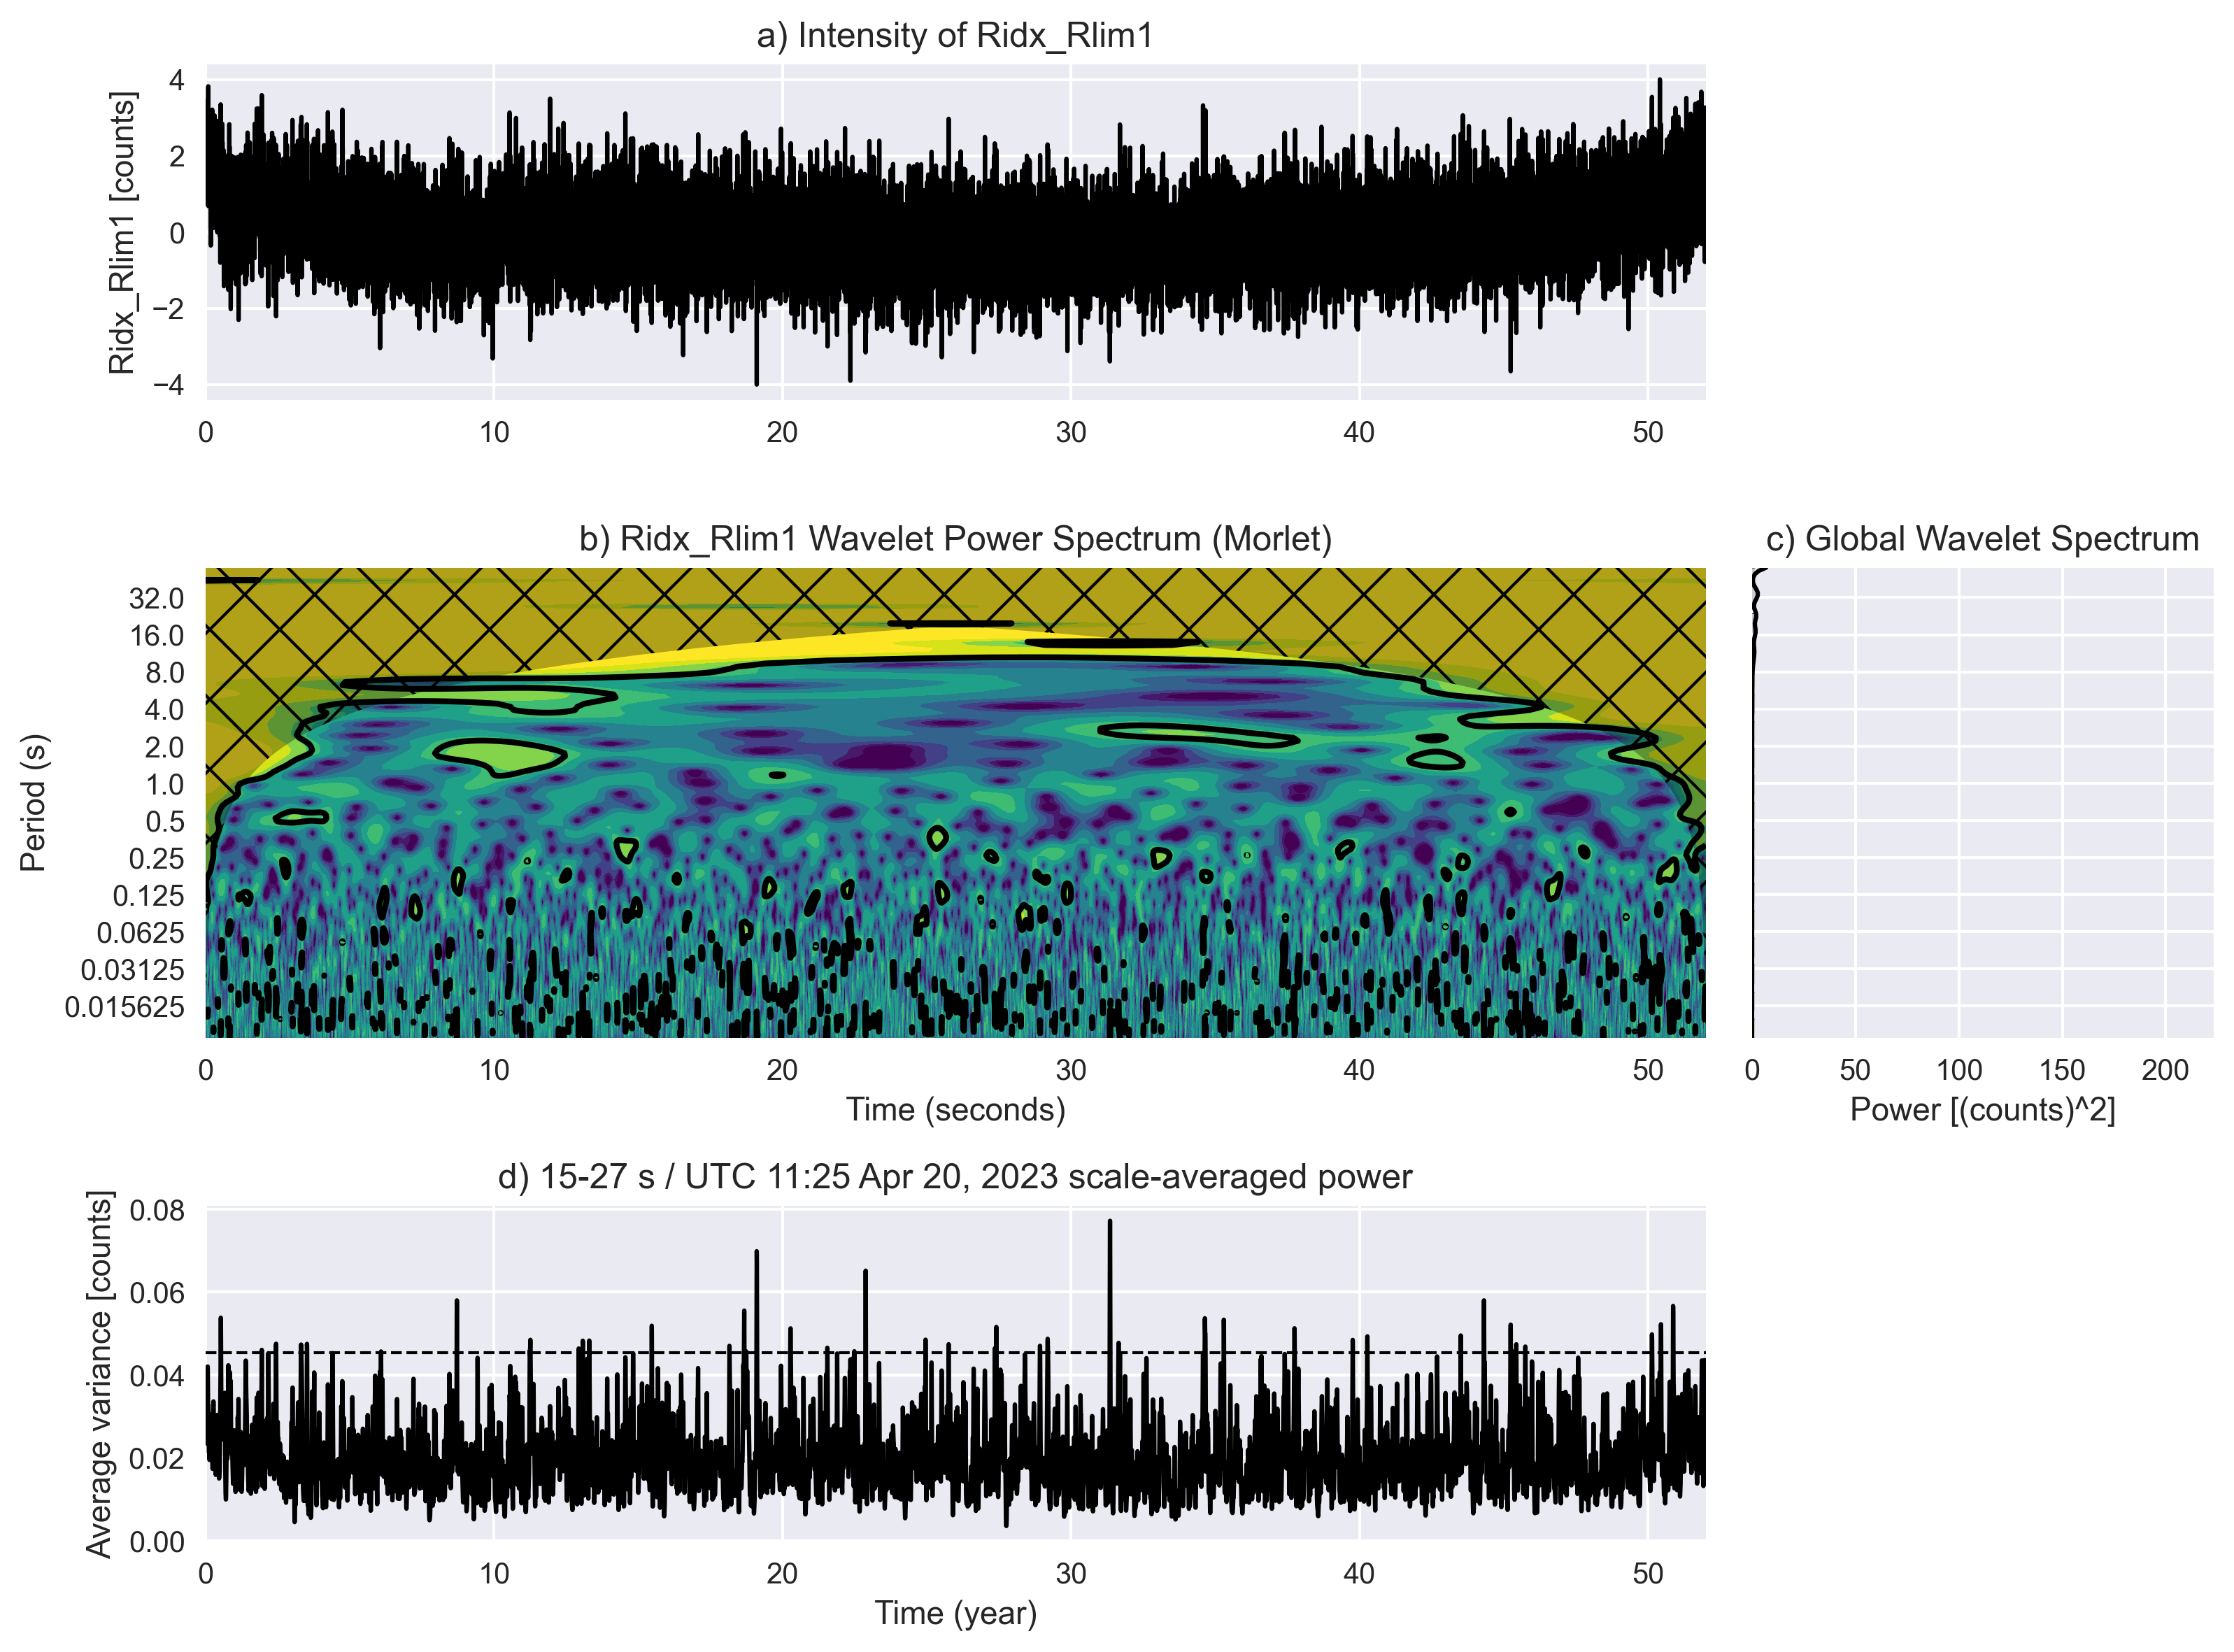 a) Intensity of Ridx_Rlim1
Ridx_Rlim1 [counts]
4
2
0
−2
−4
0 10 20 30 40 50
b) Ridx_Rlim1 Wavelet Power Spectrum (Morlet)
Period (s)
32.0
16.0
8.0
4.0
2.0
1.0
0.5
0.25
0.125
0.0625
0.03125
0.015625
0 10 20 30 40 50
Time (seconds)
c) Global Wavelet Spectrum
0 50 100 150 200
Power [(counts)^2]
d) 15-27 s / UTC 11:25 Apr 20, 2023 scale-averaged power
Average variance [counts]
0.08
0.06
0.04
0.02
0.00
0 10 20 30 40 50
Time (year)